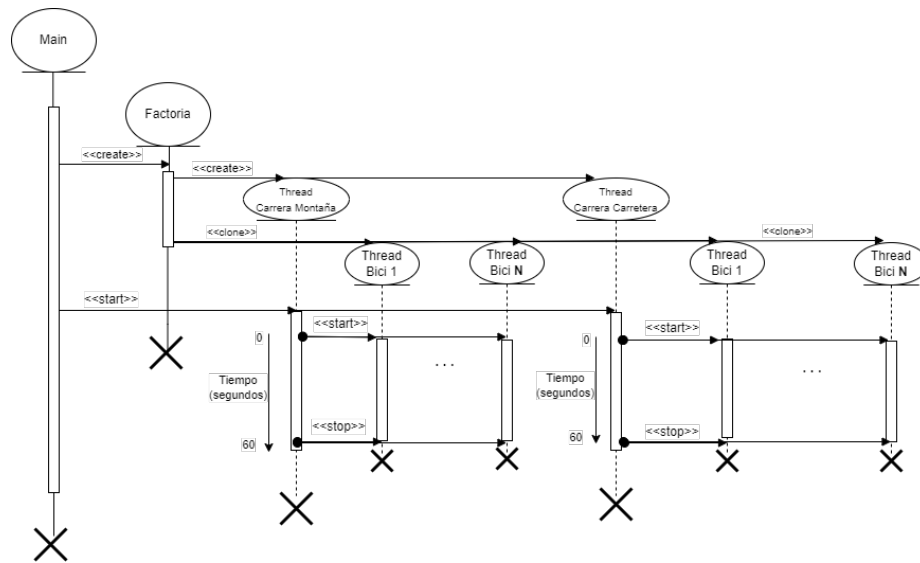 Main
Factoria
<<create>>
<<create>>
Thread
Carrera Montaña
Thread
Carrera Carretera
<<clone>>
<<clone>>
Thread
Bici 1
Thread
Bici N
Thread
Bici 1
Thread
Bici N
<<start>>
<<start>>
<<start>>
0
0
...
...
Tiempo
(segundos)
Tiempo
(segundos)
<<stop>>
<<stop>>
60
60